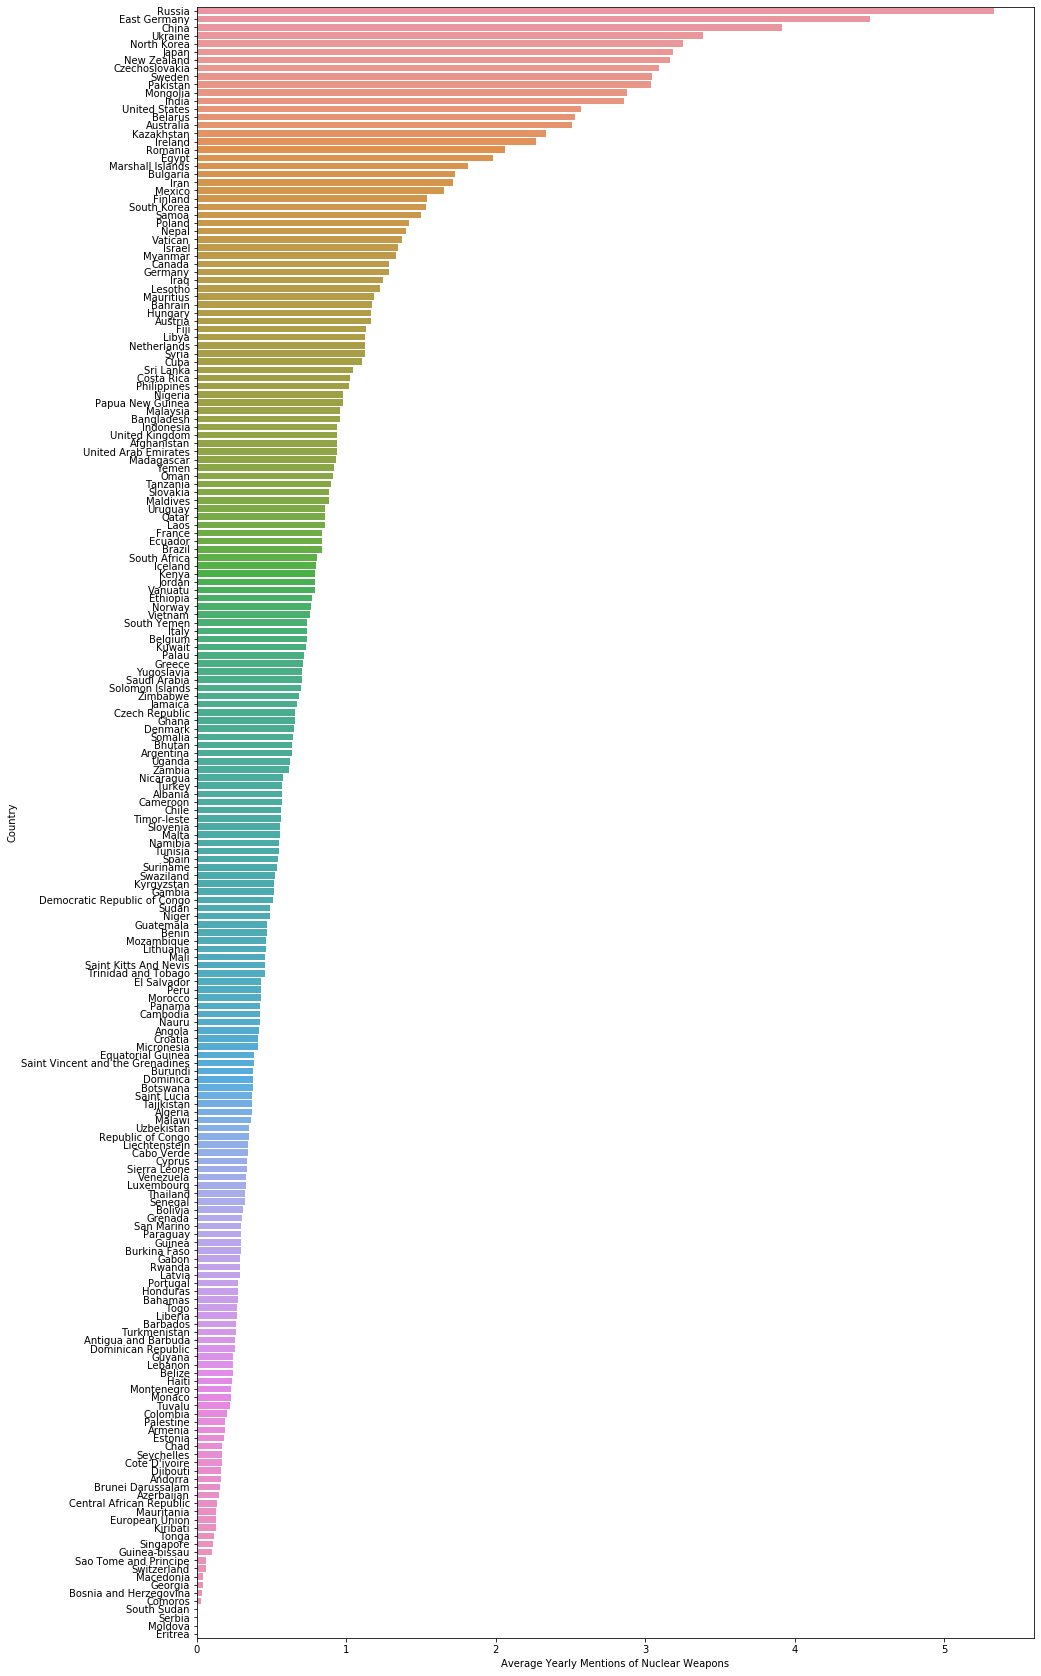 Russia
East Germany
China
Ukraine
North Korea
Japan
New Zealand
Czechoslovakia
Sweden
Pakistan
Mongolia
India
United States
Belarus
Australia
Kazakhstan
Ireland
Romania
Egypt
Marshall Islands
Bulgaria
Iran
Mexico
Finland
South Korea
Samoa
Poland
Nepal
Vatican
Israel
Myanmar
Canada
Germany
Iraq
Lesotho
Mauritius
Bahrain
Hungary
Austria
Fiji
Libya
Netherlands
Syria
Cuba
Sri Lanka
Costa Rica
Philippines
Nigeria
Papua New Guinea
Malaysia
Bangladesh
Indonesia
United Kingdom
Afghanistan
United Arab Emirates
Madagascar
Yemen
Oman
Tanzania
Slovakia
Maldives
Uruguay
Qatar
Laos
France
Ecuador
Brazil
South Africa
Iceland
Kenya
Jordan
Vanuatu
Ethiopia
Norway
Vietnam
South Yemen
Italy
Belgium
Kuwait
Palau
Greece
Yugoslavia
Saudi Arabia
Solomon Islands
Zimbabwe
Jamaica
Czech Republic
Ghana
Denmark
Somalia
Bhutan
Argentina
Uganda
Zambia
Nicaragua
Turkey
Albania
Cameroon
Chile
Timor-leste
Slovenia
Malta
Namibia
Tunisia
Spain
Suriname
Swaziland
Kyrgyzstan
Gambia
Democratic Republic of Congo
Sudan
Niger
Guatemala
Benin
Mozambique
Lithuania
Mali
Saint Kitts And Nevis
Trinidad and Tobago
El Salvador
Peru
Morocco
Panama
Cambodia
Nauru
Angola
Croatia
Micronesia
Equatorial Guinea
Saint Vincent and the Grenadines
Burundi
Dominica
Botswana
Saint Lucia
Tajikistan
Algeria
Malawi
Uzbekistan
Republic of Congo
Liechtenstein
Cabo Verde
Cyprus
Sierra Leone
Venezuela
Luxembourg
Thailand
Senegal
Bolivia
Grenada
San Marino
Paraguay
Guinea
Burkina Faso
Gabon
Rwanda
Latvia
Portugal
Honduras
Bahamas
Togo
Liberia
Barbados
Turkmenistan
Antigua and Barbuda
Dominican Republic
Guyana
Lebanon
Belize
Haiti
Montenegro
Monaco
Tuvalu
Colombia
Palestine
Armenia
Estonia
Chad
Seychelles
Cote D'ivoire
Djibouti
Andorra
Brunei Darussalam
Azerbaijan
Central African Republic
Mauritania
European Union
Kiribati
Tonga
Singapore
Guinea-bissau
Sao Tome and Principe
Switzerland
Macedonia
Georgia
Bosnia and Herzegovina
Comoros
South Sudan
Serbia
Moldova
Eritrea
Country
0 1 2 3 4 5
Average Yearly Mentions of Nuclear Weapons